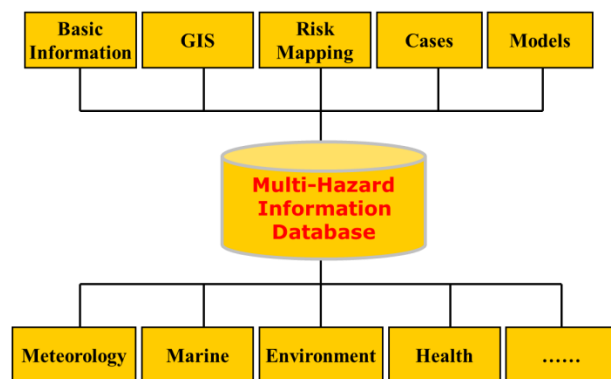 Basic
Information
GIS
Risk
Mapping
Cases
Models
Multi-Hazard
Information
Database
Meteorology
Marine
Environment
Health
......